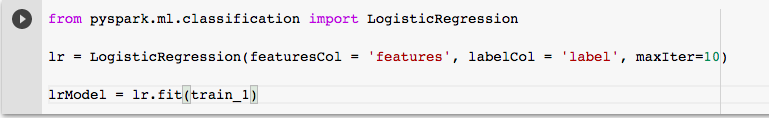 from pyspark.ml.classification import LogisticRegression
lr = LogisticRegression(featuresCol = 'features', labelCol = 'label', maxIter=10)
lrModel = lr.fit(train_1)